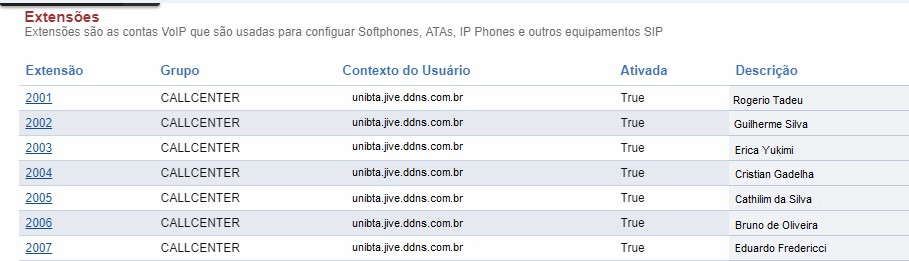 Extensões
Extensões são as contas VoIP que são usadas para configuar Softphones, ATAs, IP Phones e outros equipamentos SIP
Extensão Grupo Contexto do Usuário Ativada Descrição
2001 CALLCENTER unibta.jive.ddns.com.br True Rogerio Tadeu
2002 CALLCENTER unibta.jive.ddns.com.br True Guilherme Silva
2003 CALLCENTER unibta.jive.ddns.com.br True Erica Yukimi
2004 CALLCENTER unibta.jive.ddns.com.br True Cristian Gadelha
2005 CALLCENTER unibta.jive.ddns.com.br True Cathilim da Silva
2006 CALLCENTER unibta.jive.ddns.com.br True Bruno de Oliveira
2007 CALLCENTER unibta.jive.ddns.com.br True Eduardo Fredericci